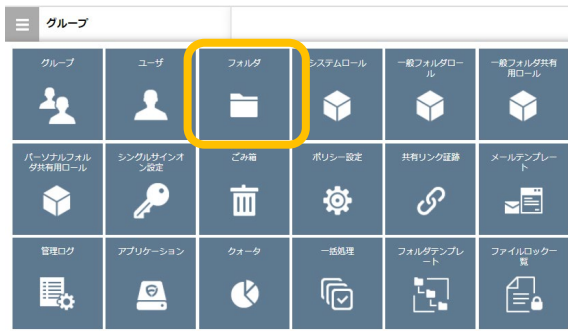 グループ
グループ
ユーザ
フォルダ
システムロール
一般フォルダロー
ル
一般フォルダ共有
用ロール
パーソナルフォル
ダ共有用ロール
シングルサインオ
ン設定
ごみ箱
ポリシー設定
共有リンク証跡
メールテンプレー
ト
管理ログ
アプリケーション
クォータ
一括処理
フォルダテンプレ
ート
ファイルロック一
覧